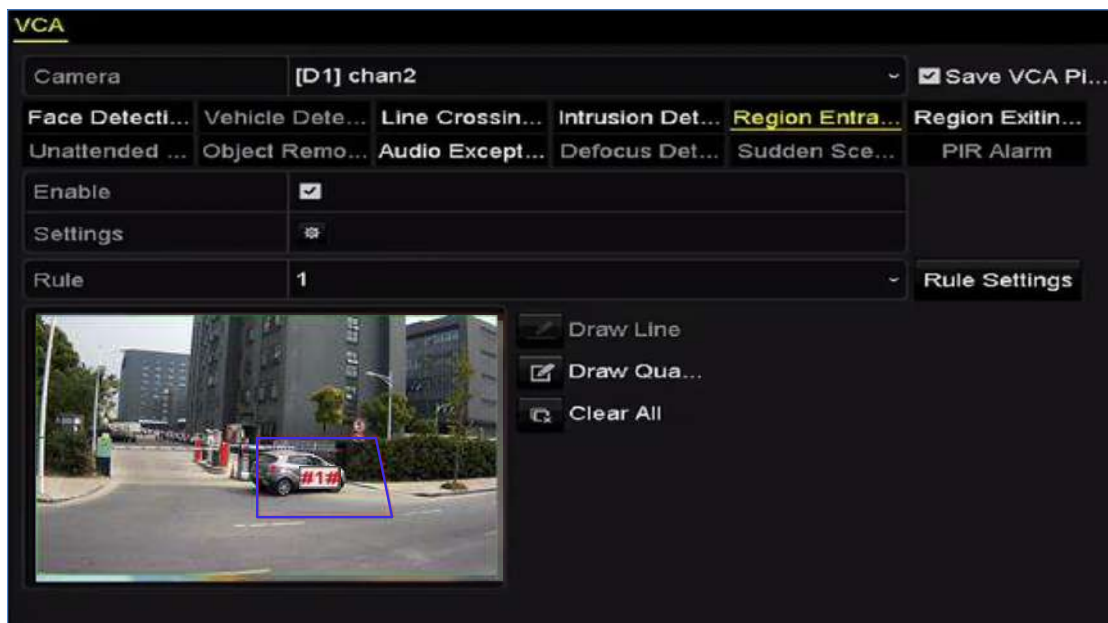 VCA
Camera [D1] chan2 Save VCA Pi...
Face Detecti... Vehicle Dete... Line Crossin... Intrusion Det... Region Entra... Region Exitin...
Unattended ... Object Remo... Audio Except... Defocus Det... Sudden Sce... PIR Alarm
Enable
Settings
Rule 1 Rule Settings
Draw Line
Draw Qua...
Clear All
#1#